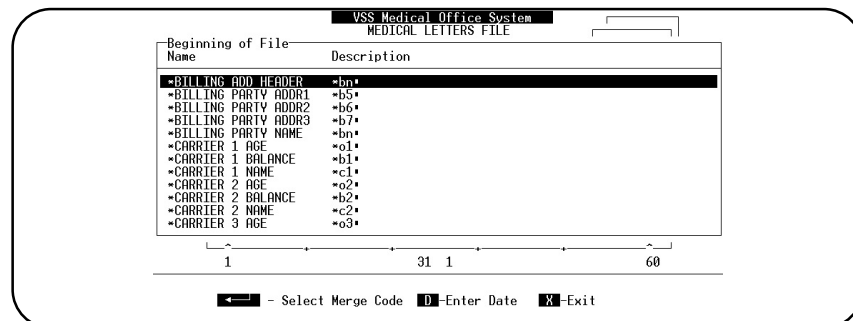 VSS Medical Office System
MEDICAL LETTERS FILE
Beginning of File
Name Description
*BILLING ADD HEADER *bn
*BILLING PARTY ADDR1 *b5
*BILLING PARTY ADDR2 *b6
*BILLING PARTY ADDR3 *b7
*BILLING PARTY NAME *bn
*CARRIER 1 AGE *o1
*CARRIER 1 BALANCE *b1
*CARRIER 1 NAME *c1
*CARRIER 2 AGE *o2
*CARRIER 2 BALANCE *b2
*CARRIER 2 NAME *c2
*CARRIER 3 AGE *o3
1 31 1 60
- Select Merge Code D-Enter Date X-Exit